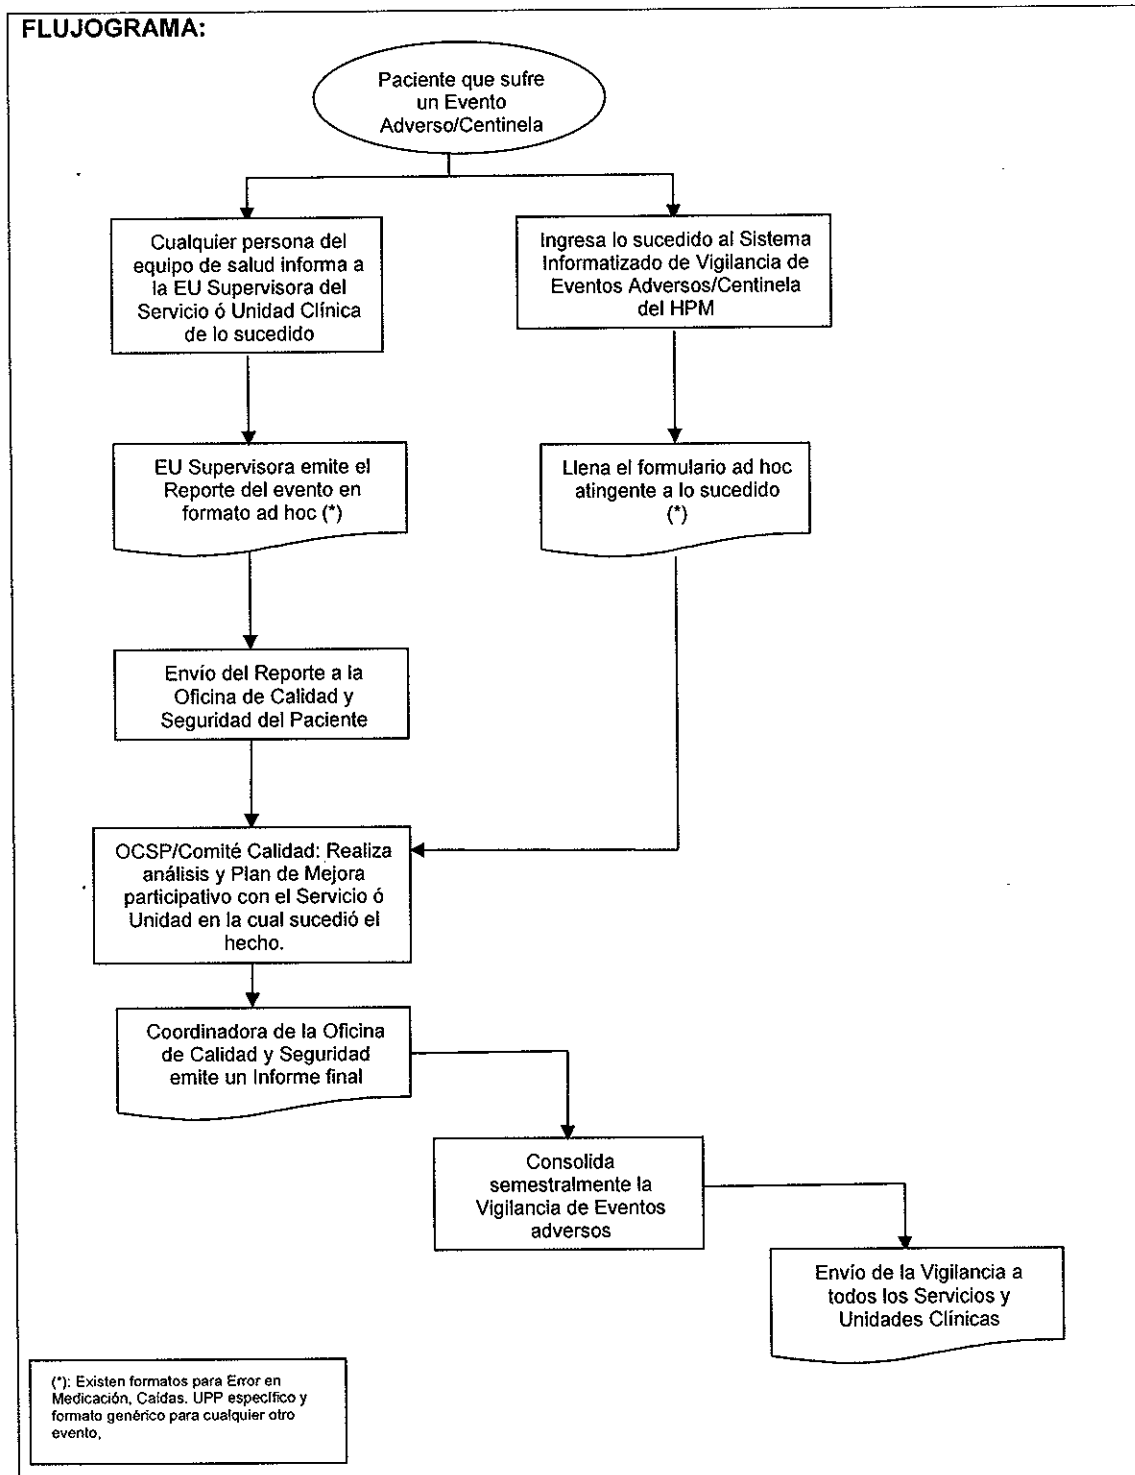 FLUJOGRAMA:
Paciente que sufre
un Evento
Adverso/Centinela
Cualquier persona del
equipo de salud informa a
la EU Supervisora del
Servicio ó Unidad Clínica
de lo sucedido
Ingresa lo sucedido al Sistema
Informatizado de Vigilancia de
Eventos Adversos/Centinela
del HPM
EU Supervisora emite el
Reporte del evento en
formato ad hoc (*)
Llena el formulario ad hoc
atingente a lo sucedido
(*)
Envío del Reporte a la
Oficina de Calidad y
Seguridad del Paciente
OCSP/Comité Calidad: Realiza
análisis y Plan de Mejora
participativo con el Servicio ó
Unidad en la cual sucedió el
hecho.
Coordinadora de la Oficina
de Calidad y Seguridad
emite un Informe final
Consolida
semestralmente la
Vigilancia de Eventos
adversos
Envío de la Vigilancia a
todos los Servicios y
Unidades Clínicas
(*): Existen formatos para Error en
Medicación, Caídas. UPP específico y
formato genérico para cualquier otro
evento,